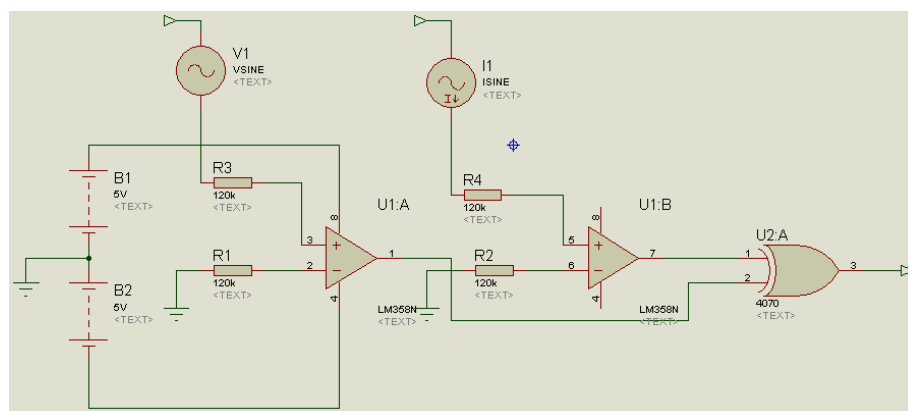 V1
VSINE
<TEXT>
I1
ISINE
<TEXT>
I
B1
5V
<TEXT>
R3
120k
<TEXT>
U1:A
8
3
+
1
2
−
4
LM358N
<TEXT>
R1
120k
<TEXT>
B2
5V
<TEXT>
R4
120k
<TEXT>
U1:B
8
5
+
7
6
−
4
LM358N
<TEXT>
R2
120k
<TEXT>
U2:A
1
2
3
4070
<TEXT>